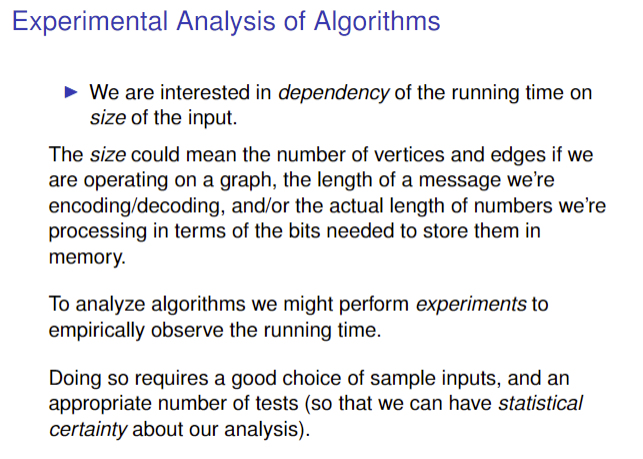 Experimental Analysis of Algorithms
▶ We are interested in dependency of the running time on
size of the input.
The size could mean the number of vertices and edges if we
are operating on a graph, the length of a message we're
encoding/decoding, and/or the actual length of numbers we're
processing in terms of the bits needed to store them in
memory.
To analyze algorithms we might perform experiments to
empirically observe the running time.
Doing so requires a good choice of sample inputs, and an
appropriate number of tests (so that we can have statistical
certainty about our analysis).